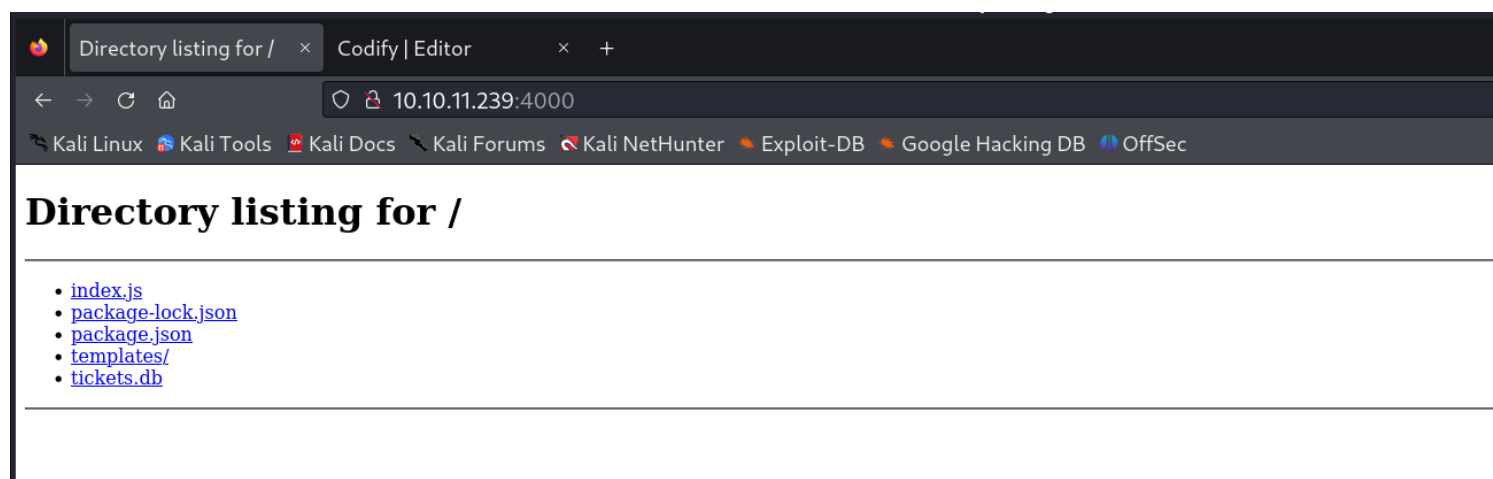 Directory listing for / × Codify | Editor × +
10.10.11.239:4000
Kali Linux Kali Tools Kali Docs Kali Forums Kali NetHunter Exploit-DB Google Hacking DB OffSec
Directory listing for /
• index.js
• package-lock.json
• package.json
• templates/
• tickets.db